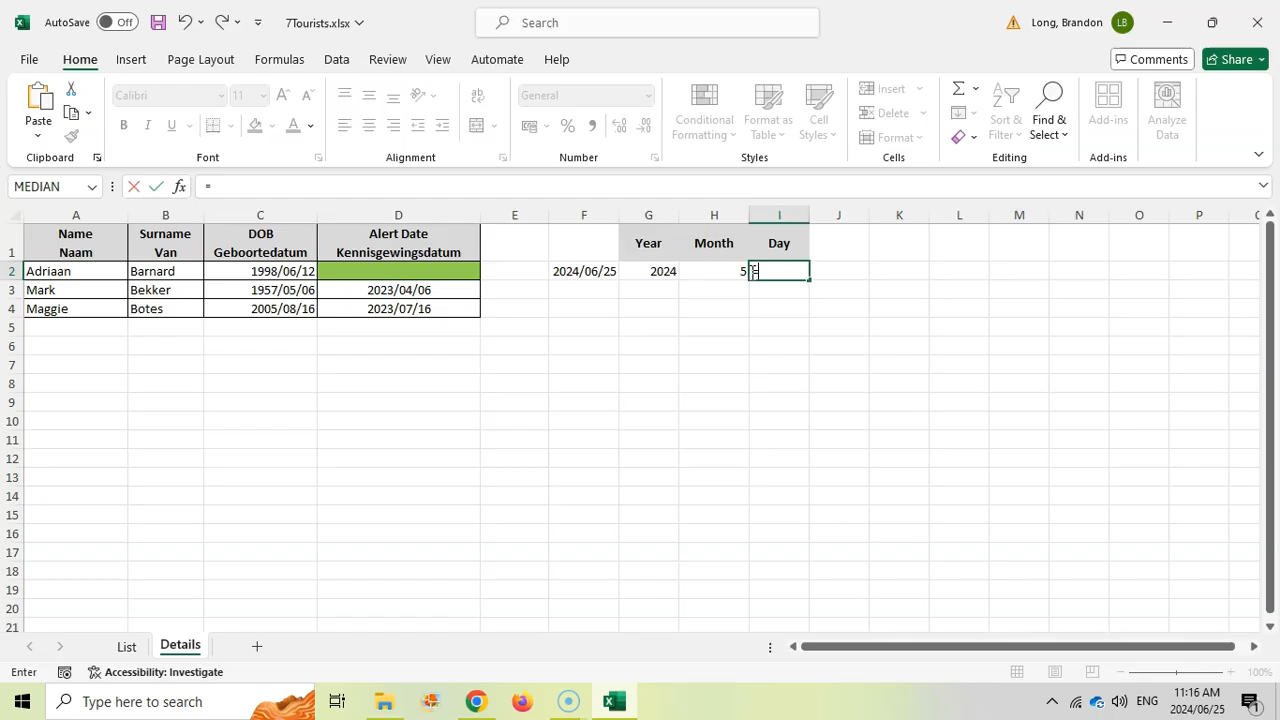 AutoSave Off 7Tourists.xlsx Search Long, Brandon LB
File Home Insert Page Layout Formulas Data Review View Automate Help Comments Share
Paste Calibri 11 General Conditional Formatting Format as Table Cell Styles Insert Delete Format Sort & Filter Find & Select Add-ins Analyze Data
Clipboard Font Alignment Number Styles Cells Editing Add-ins
MEDIAN fx =
A B C D E F G H I J K L M N O P
1 Name Surname DOB Alert Date Year Month Day
Naam Van Geboortedatum Kennisgewingsdatum
2 Adriaan Barnard 1998/06/12 2024/06/25 2024 5 =
3 Mark Bekker 1957/05/06 2023/04/06
4 Maggie Botes 2005/08/16 2023/07/16
5
6
7
8
9
10
11
12
13
14
15
16
17
18
19
20
21
List Details
Enter Accessibility: Investigate 100%
Type here to search ENG 11:16 AM
2024/06/25 1